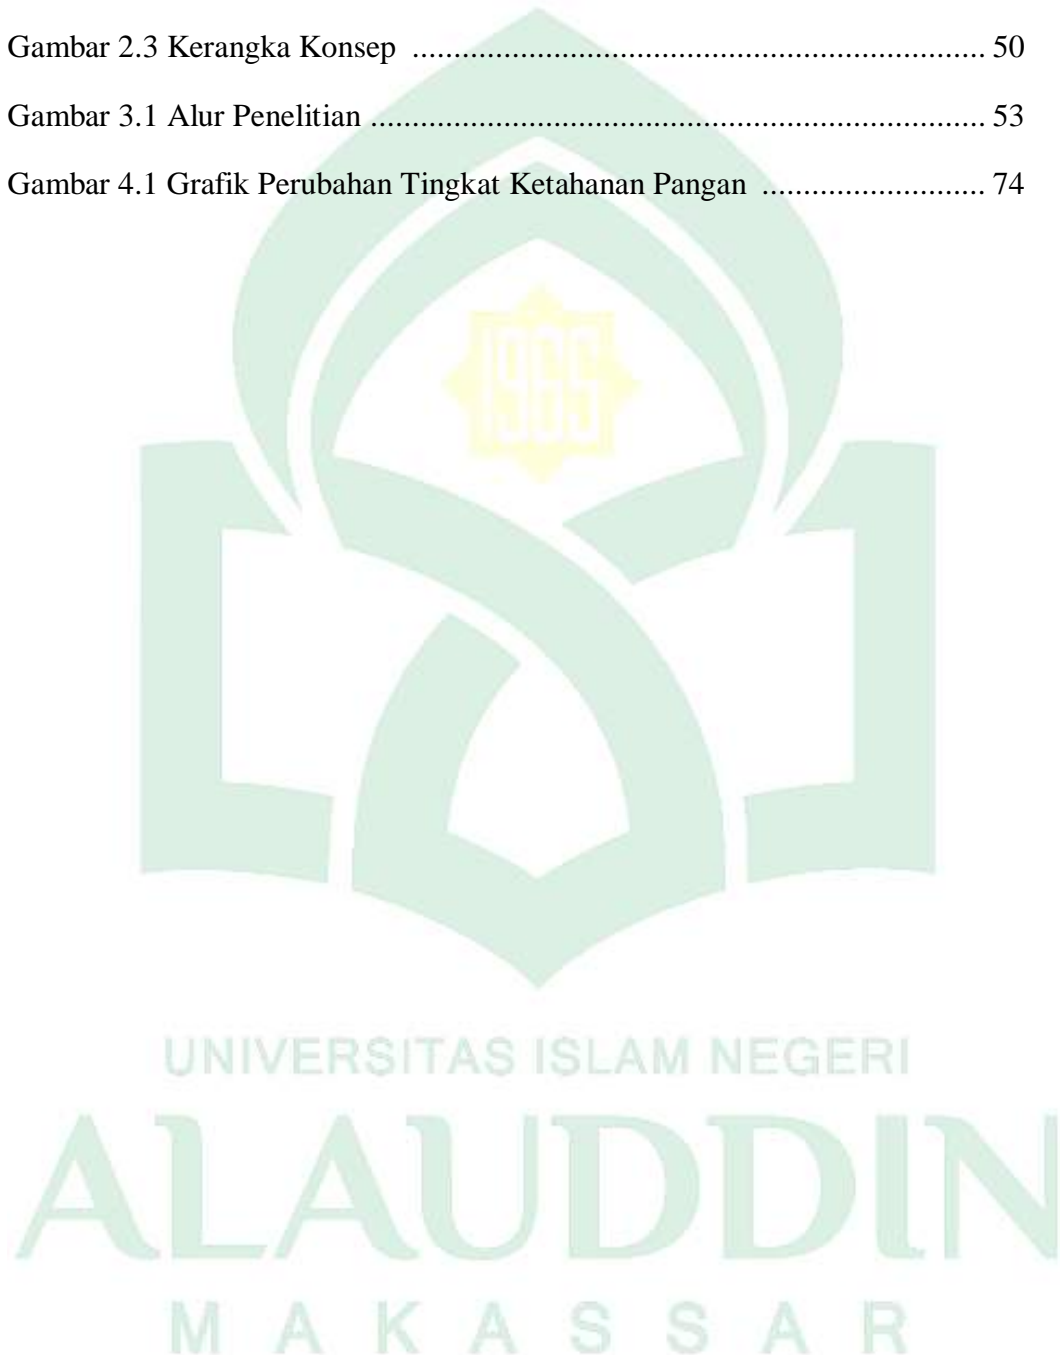 Gambar 2.3 Kerangka Konsep ..................................................................... 50
Gambar 3.1 Alur Penelitian .......................................................................... 53
Gambar 4.1 Grafik Perubahan Tingkat Ketahanan Pangan ........................... 74
1965
UNIVERSITAS ISLAM NEGERI
ALAUDDIN
MAKASSAR